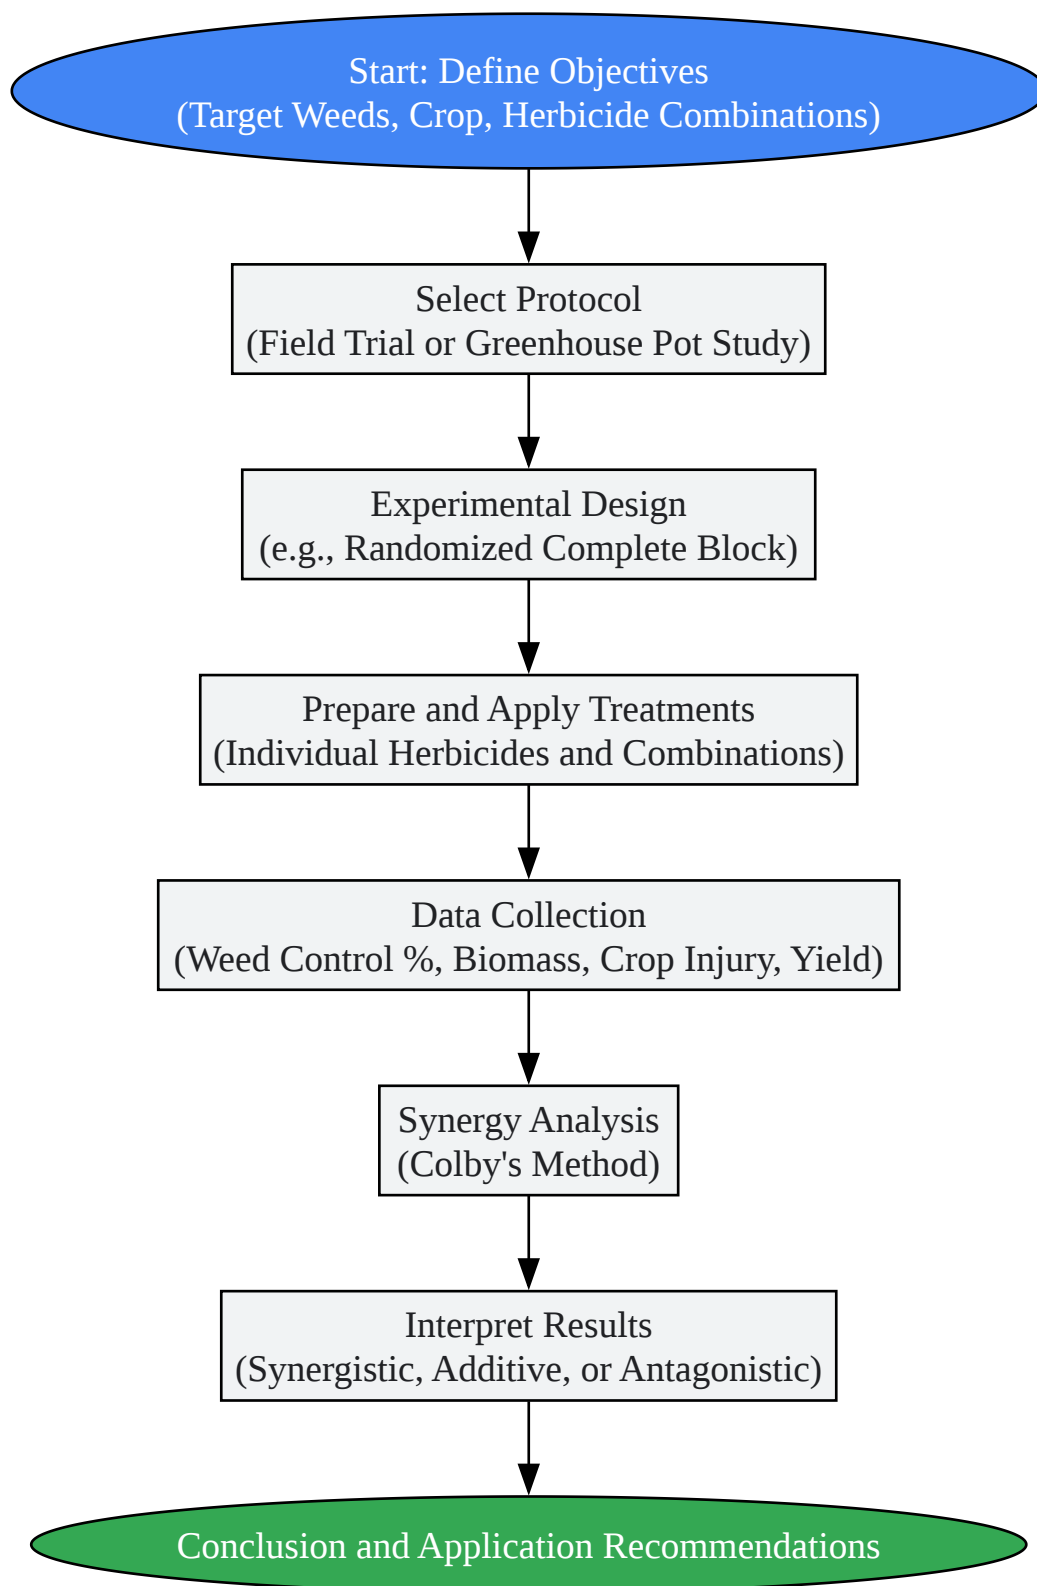 Start: Define Objectives
(Target Weeds, Crop, Herbicide Combinations)
Select Protocol
(Field Trial or Greenhouse Pot Study)
Experimental Design
(e.g., Randomized Complete Block)
Prepare and Apply Treatments
(Individual Herbicides and Combinations)
Data Collection
(Weed Control %, Biomass, Crop Injury, Yield)
Synergy Analysis
(Colby's Method)
Interpret Results
(Synergistic, Additive, or Antagonistic)
Conclusion and Application Recommendations